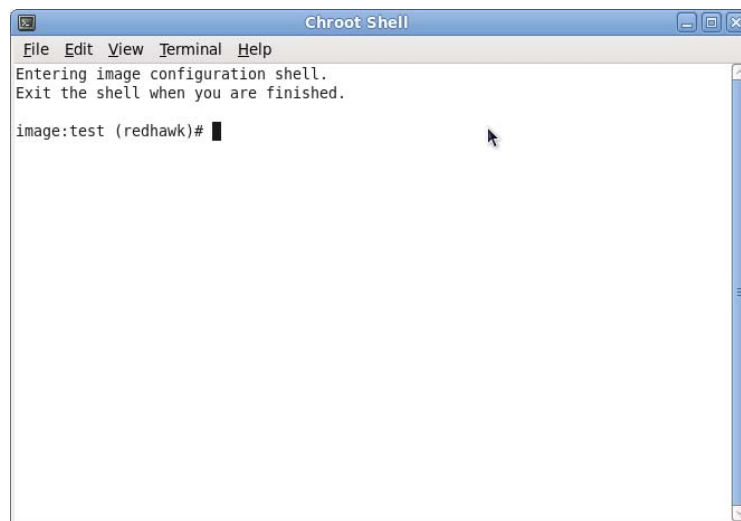 Chroot Shell
File Edit View Terminal Help
Entering image configuration shell.
Exit the shell when you are finished.
image:test (redhawk)#